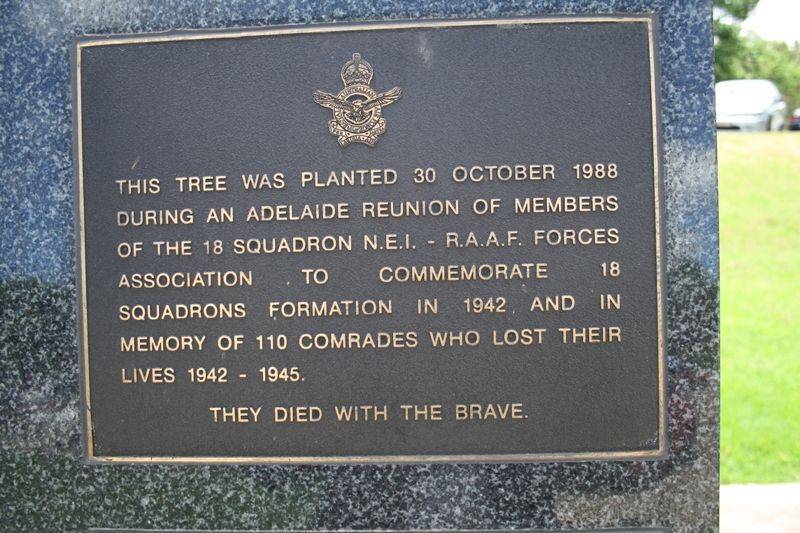 THIS TREE WAS PLANTED 30 OCTOBER 1988
DURING AN ADELAIDE REUNION OF MEMBERS
OF THE 18 SQUADRON N.E.I. - R.A.A.F. FORCES
ASSOCIATION TO COMMEMORATE 18
SQUADRONS FORMATION IN 1942 AND IN
MEMORY OF 110 COMRADES WHO LOST THEIR
LIVES 1942 - 1945.
THEY DIED WITH THE BRAVE.